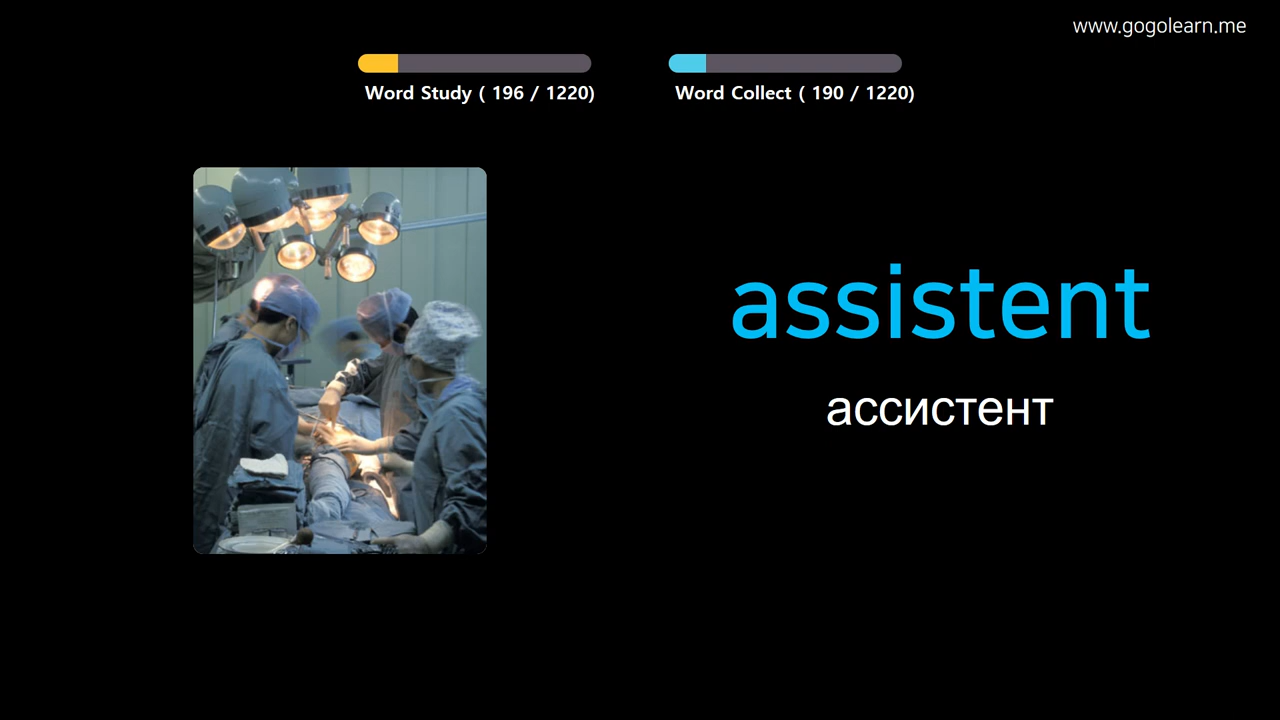 www.gogolearn.me
Word Study ( 196 / 1220)
Word Collect ( 190 / 1220)
assistent
ассистент